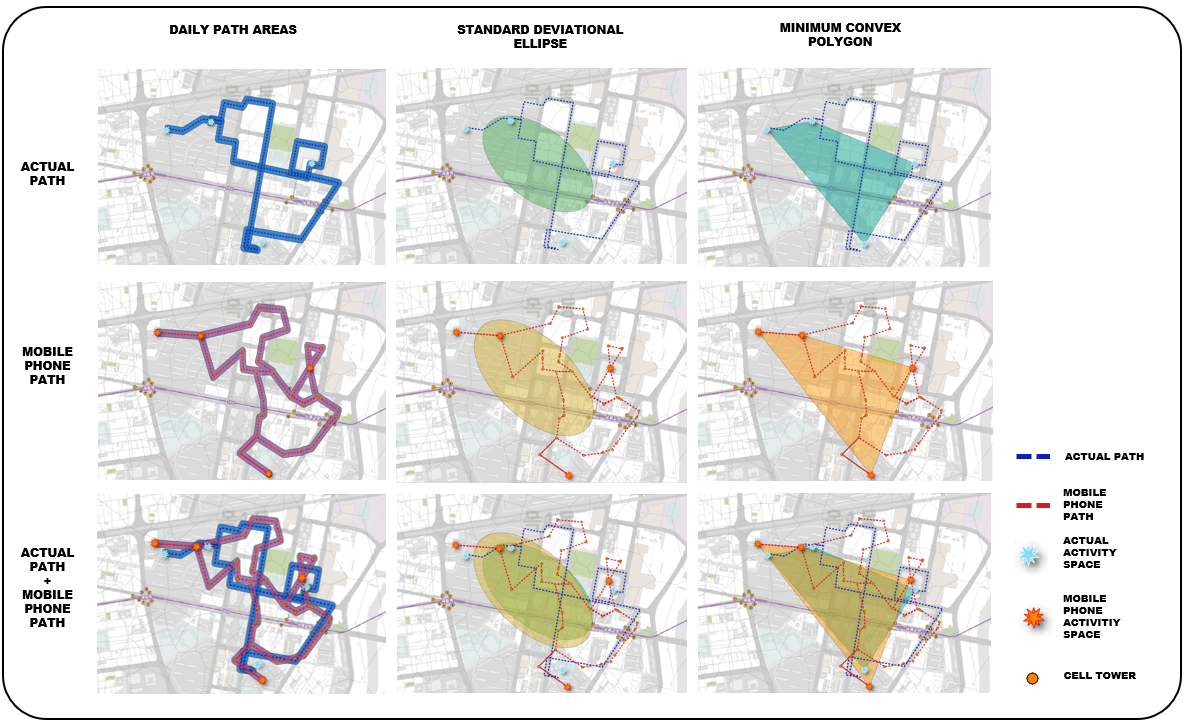 DAILY PATH AREAS
STANDARD DEVIATIONAL
ELLIPSE
MINIMUM CONVEX
POLYGON
ACTUAL
PATH
MOBILE
PHONE
PATH
ACTUAL
PATH
+
MOBILE
PHONE
PATH
ACTUAL PATH
MOBILE
PHONE
PATH
ACTUAL
ACTIVITY
SPACE
MOBILE
PHONE
ACTIVITIY
SPACE
CELL TOWER